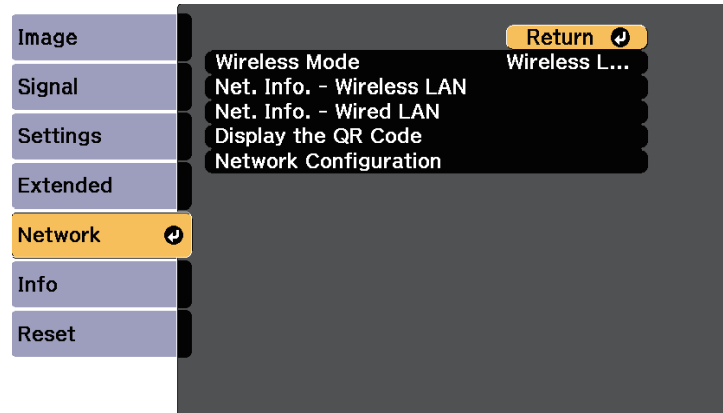 Image
Signal
Settings
Extended
Network
Info
Reset
Return
Wireless Mode Wireless L...
Net. Info. - Wireless LAN
Net. Info. - Wired LAN
Display the QR Code
Network Configuration